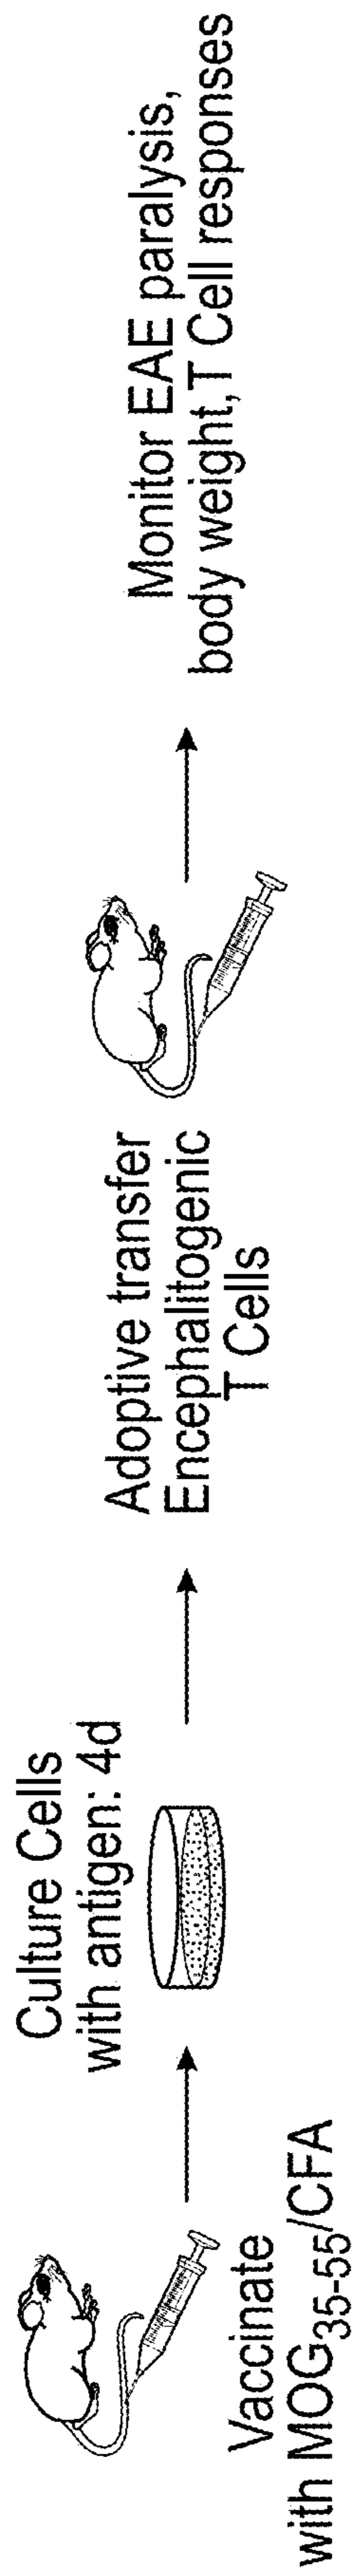 Vaccinate
with MOG35-55/CFA
Culture Cells
with antigen: 4d
Adoptive transfer
Encephalitogenic
T Cells
Monitor EAE paralysis,
body weight,T Cell responses